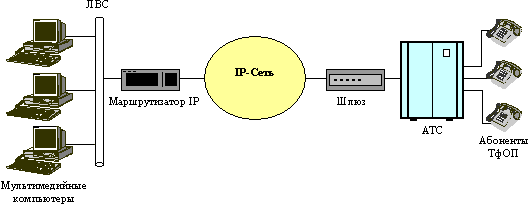 ЛВС
IP-Сеть
Маршрутизатор IP
Шлюз
АТС
Абоненты
ТфОП
Мультимедийные
компьютеры